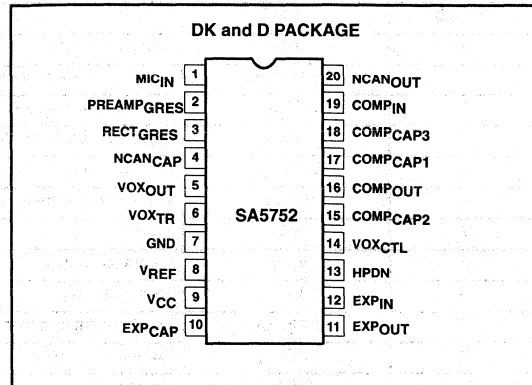 DK and D PACKAGE
MICIN 1
PREAMPGRES 2
RECTGRES 3
NCANCAP 4
VOXOUT 5
VOXTR 6
GND 7
VREF 8
VCC 9
EXPCAP 10
SA5752
20 NCANOUT
19 COMPIN
18 COMPCAP3
17 COMPCAP1
16 COMPOUT
15 COMPCAP2
14 VOXCTL
13 HPDN
12 EXPIN
11 EXPOUT